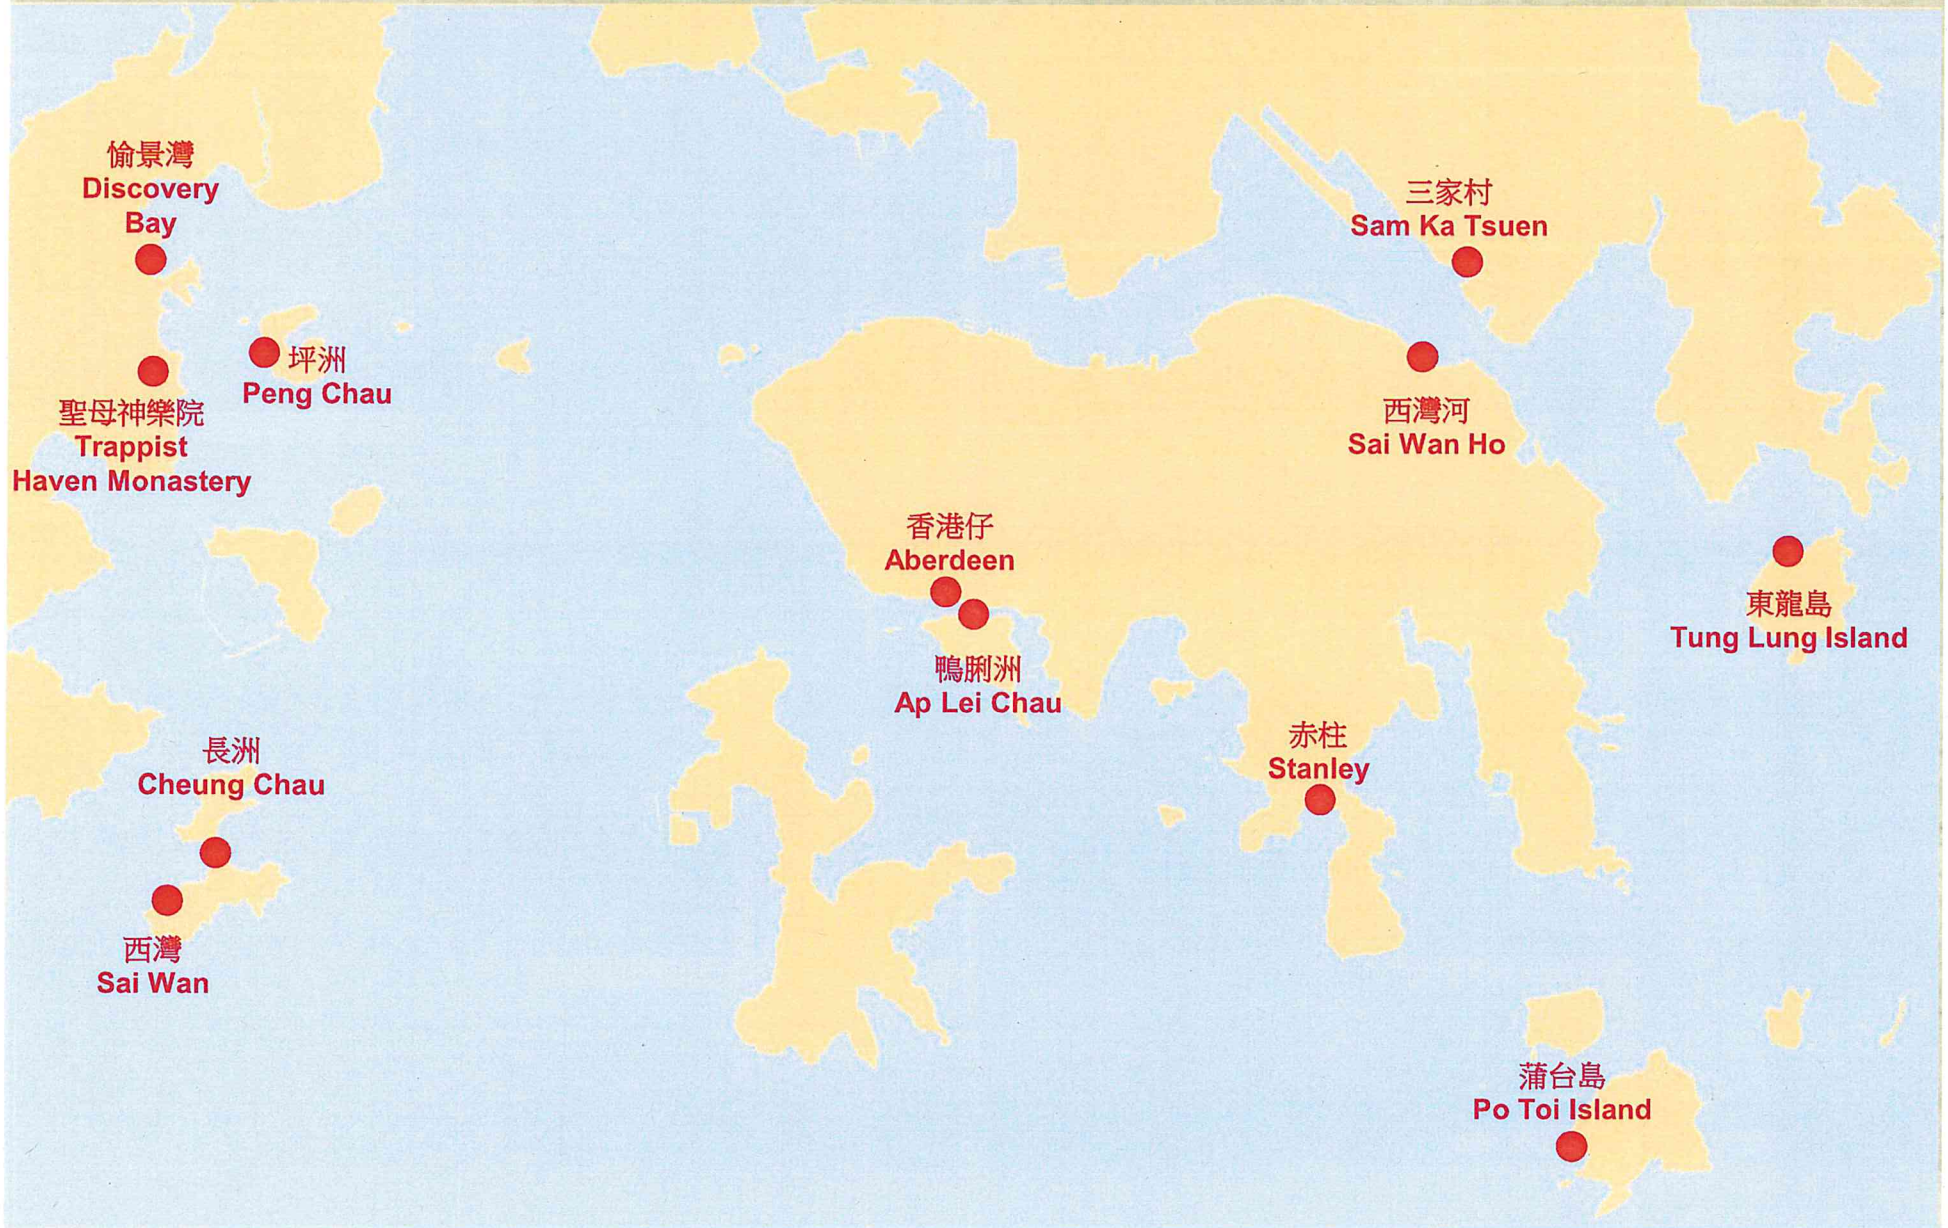 愉景灣
Discovery
Bay
三家村
Sam Ka Tsuen
坪洲
Peng Chau
聖母神樂院
Trappist
Haven Monastery
西灣河
Sai Wan Ho
香港仔
Aberdeen
鴨脷洲
Ap Lei Chau
東龍島
Tung Lung Island
赤柱
Stanley
長洲
Cheung Chau
西灣
Sai Wan
蒲台島
Po Toi Island